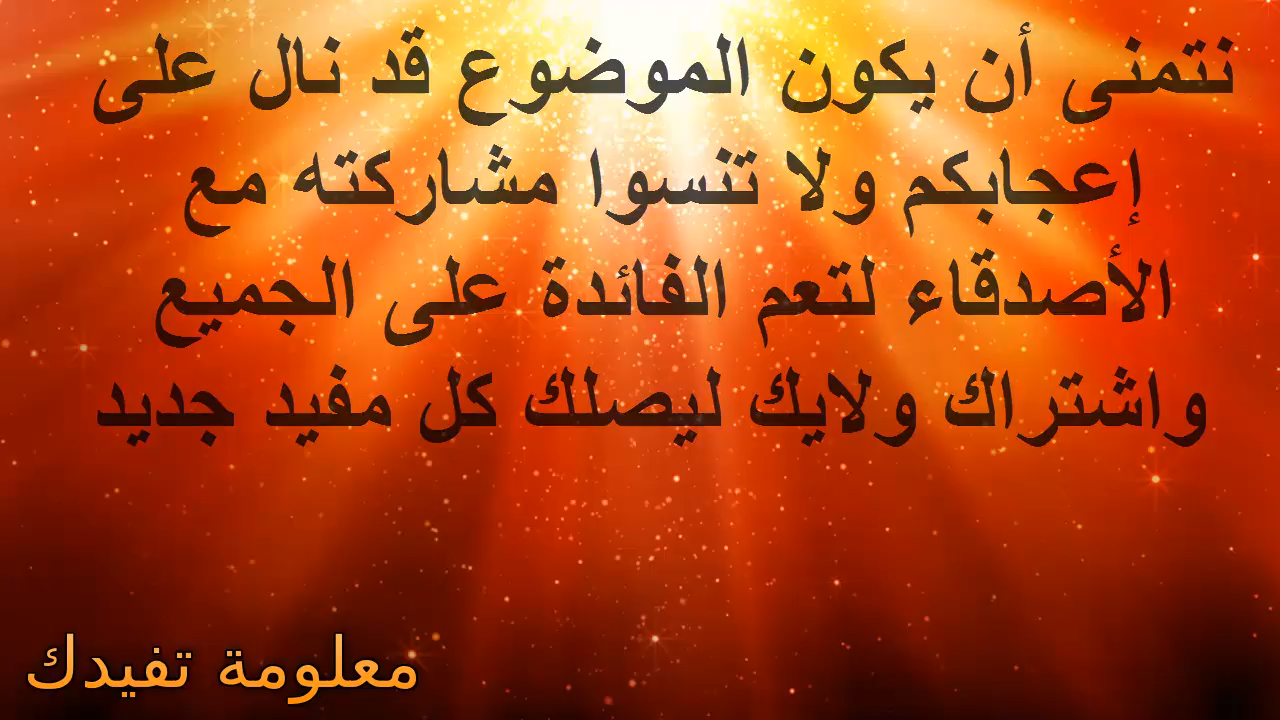 نتمنى أن يكون الموضوع قد نال على
إعجابكم ولا تنسوا مشاركته مع
الأصدقاء لتعم الفائدة على الجميع
واشتراك ولايك ليصلك كل مفيد جديد
معلومة تفيدك